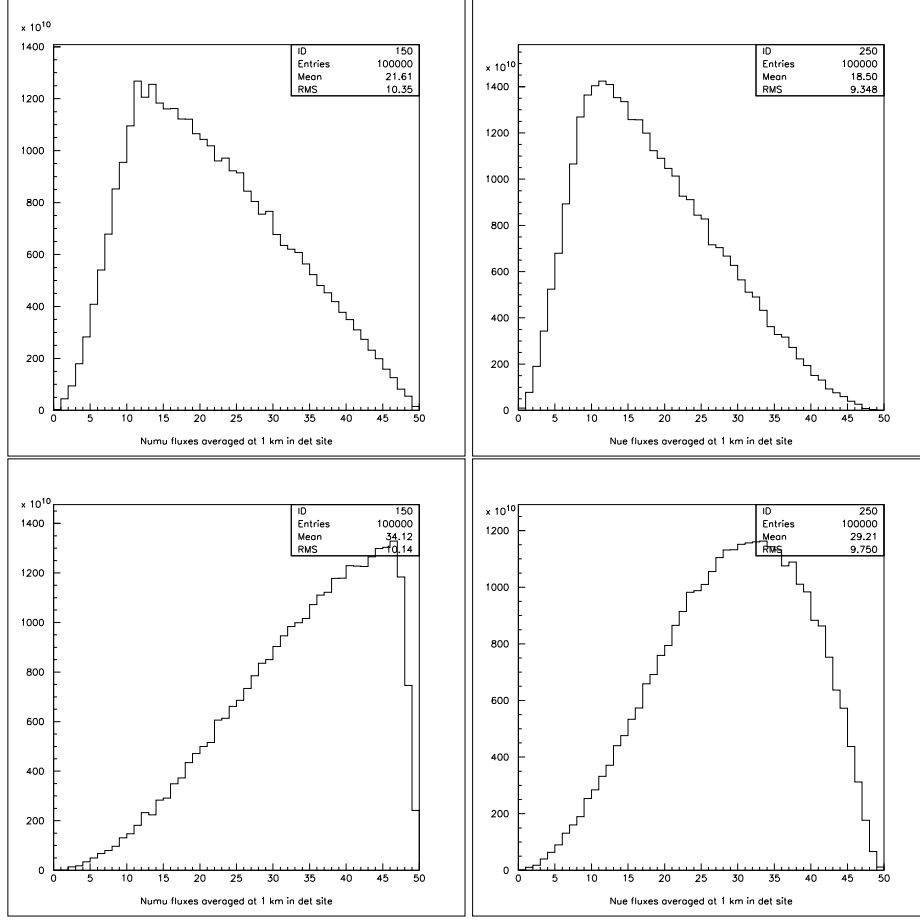 x 10^10
1400
1200
1000
800
600
400
200
0
ID 150
Entries 100000
Mean 21.61
RMS 10.35
0 5 10 15 20 25 30 35 40 45 50
Numu fluxes averaged at 1 km in det site
x 10^10
1400
1200
1000
800
600
400
200
0
ID 250
Entries 100000
Mean 18.50
RMS 9.348
0 5 10 15 20 25 30 35 40 45 50
Nue fluxes averaged at 1 km in det site
x 10^10
1400
1200
1000
800
600
400
200
0
ID 150
Entries 100000
Mean 34.12
RMS 10.14
0 5 10 15 20 25 30 35 40 45 50
Numu fluxes averaged at 1 km in det site
x 10^10
1200
1000
800
600
400
200
0
ID 250
Entries 100000
Mean 29.21
RMS 9.750
0 5 10 15 20 25 30 35 40 45 50
Nue fluxes averaged at 1 km in det site